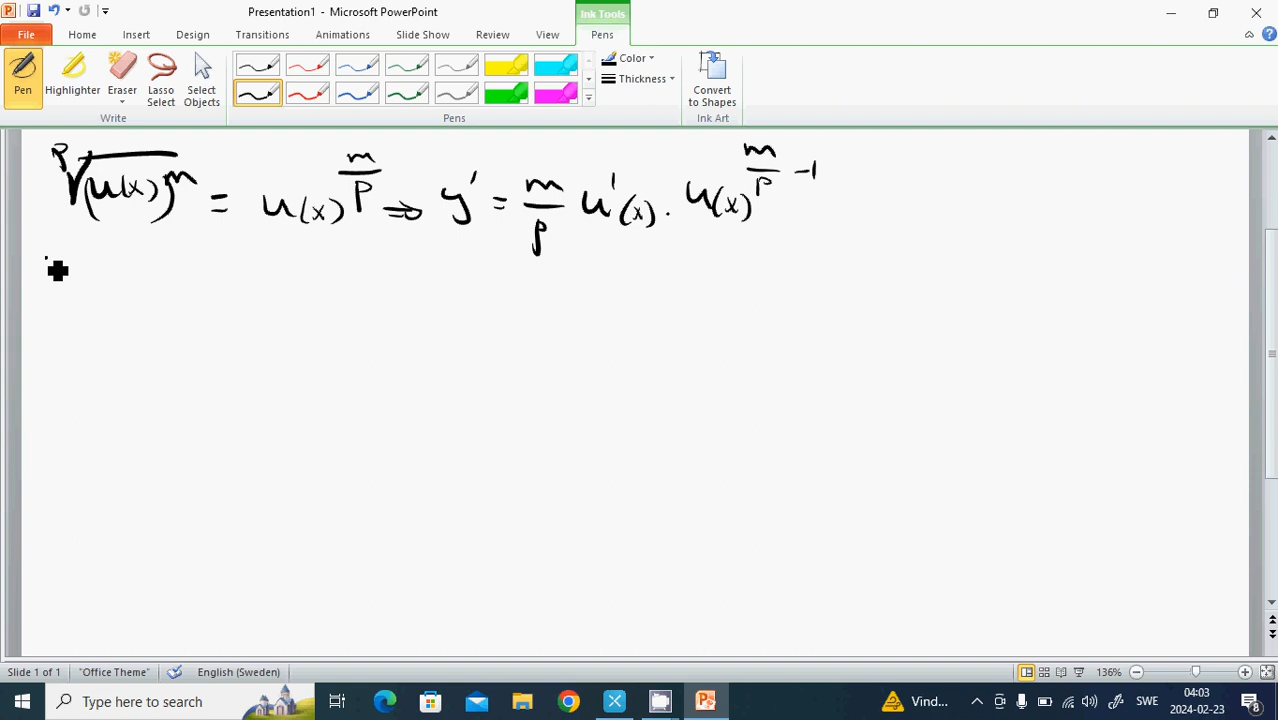 Presentation1 - Microsoft PowerPoint
Ink Tools
File Home Insert Design Transitions Animations Slide Show Review View Pens
Pen Highlighter Eraser Lasso Select Select Objects
Color
Thickness
Convert to Shapes
Write Pens Ink Art
ᵖ√(u(x))ᵐ = u(x)^(m/p) ⇒ y' = m/p u'(x) · u(x)^(m/p -1)
Slide 1 of 1 "Office Theme" English (Sweden) 136%
Type here to search Vind... SWE 04:03
2024-02-23 8